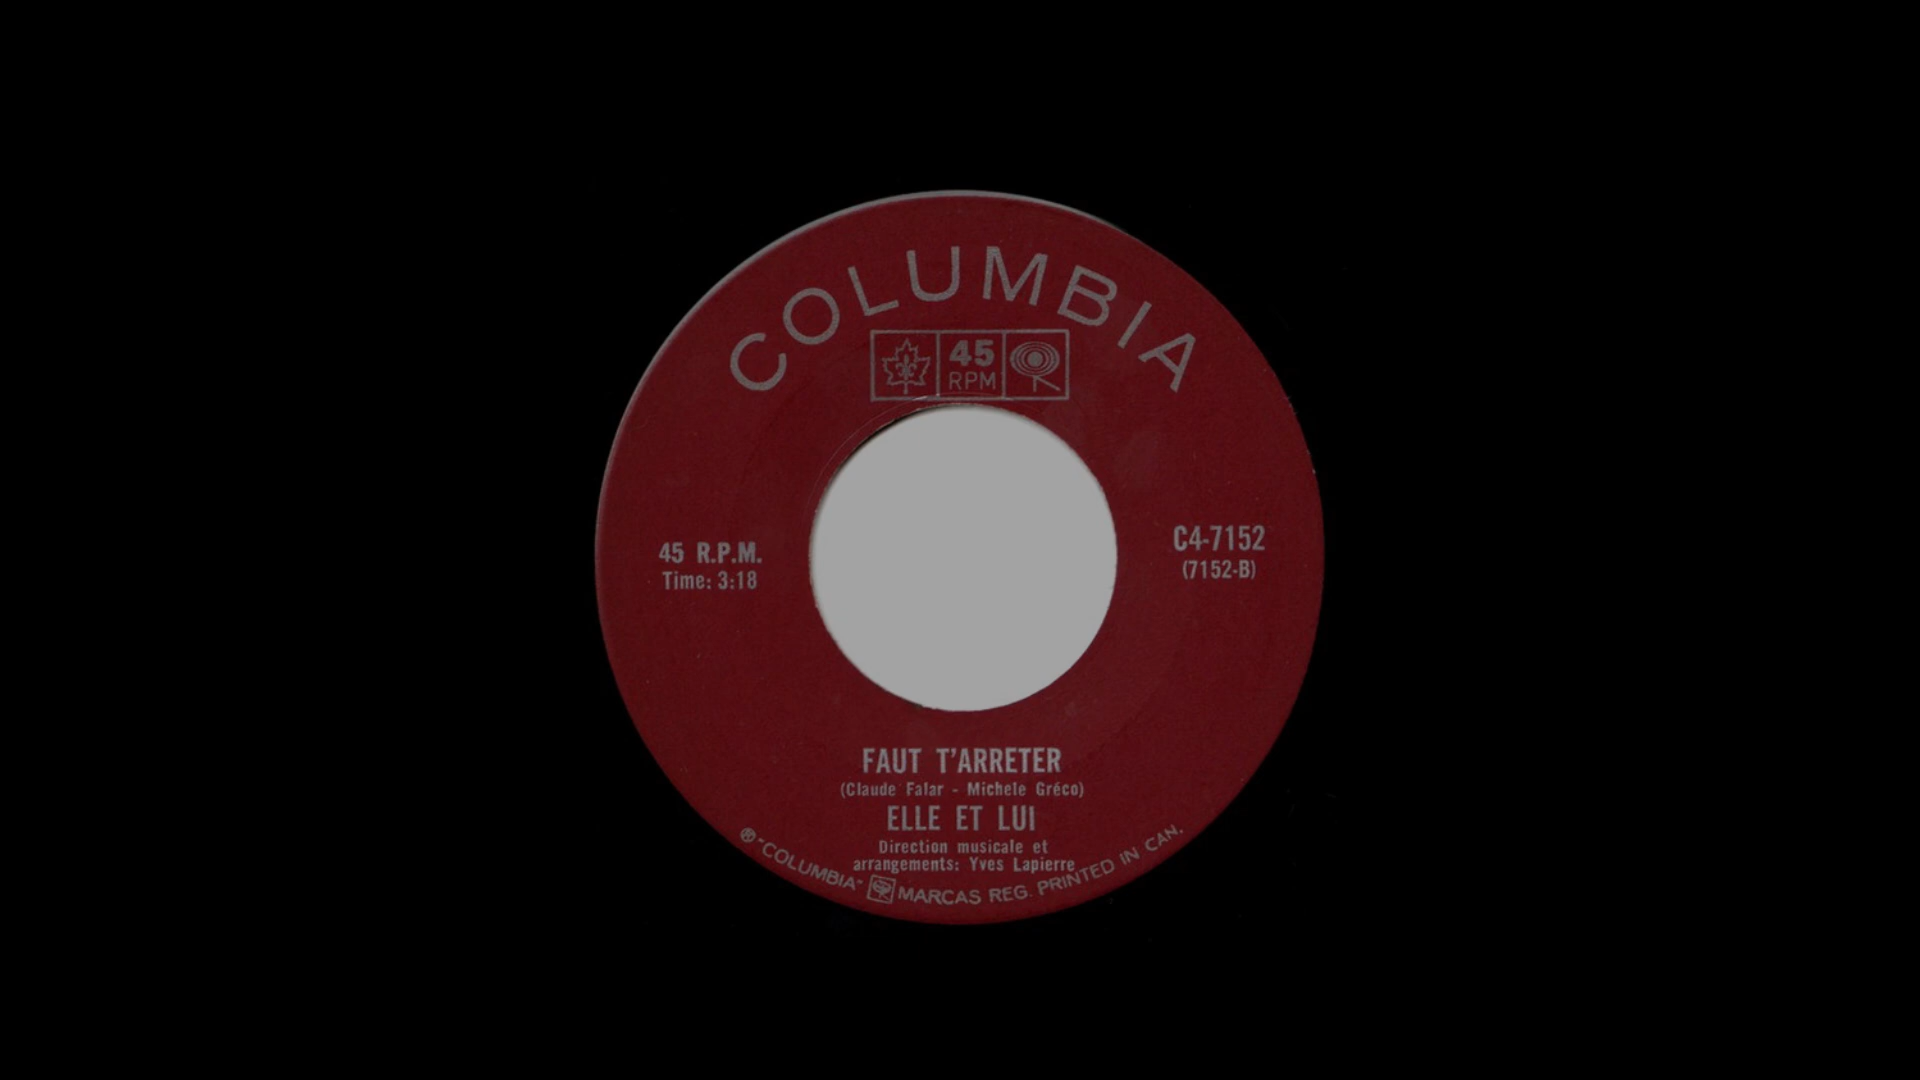 COLUMBIA
45
RPM
45 R.P.M.
Time: 3:18
C4-7152
(7152-B)
FAUT T'ARRETER
(Claude Falar - Michele Gréco)
ELLE ET LUI
Direction musicale et
arrangements: Yves Lapierre
® "COLUMBIA" MARCAS REG. PRINTED IN CAN.